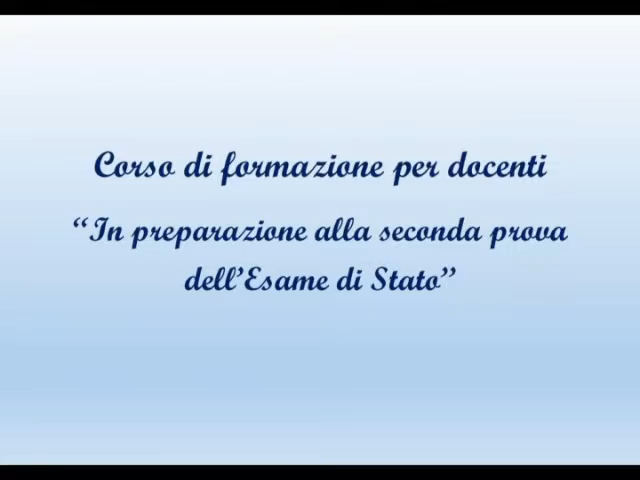 Corso di formazione per docenti
“In preparazione alla seconda prova
dell’Esame di Stato”